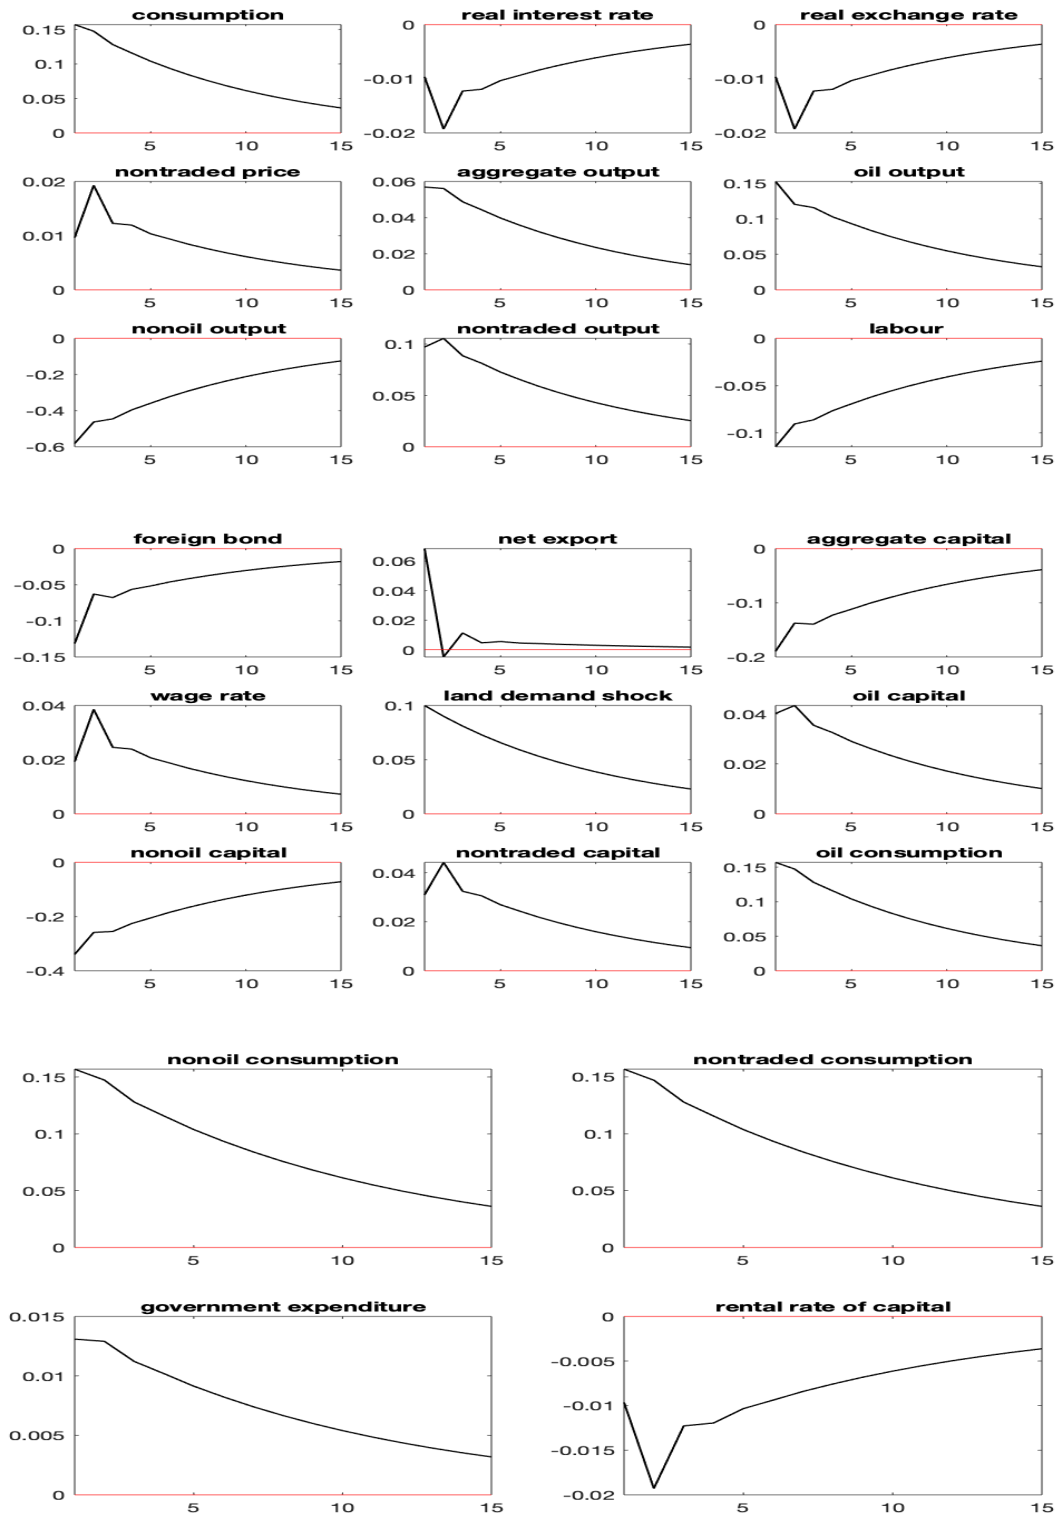 consumption
0.15
0.1
0.05
0
5 10 15
real interest rate
0
-0.01
-0.02
5 10 15
real exchange rate
0
-0.01
-0.02
5 10 15
nontraded price
0.02
0.01
0
5 10 15
aggregate output
0.06
0.04
0.02
0
5 10 15
oil output
0.15
0.1
0.05
0
5 10 15
nonoil output
0
-0.2
-0.4
-0.6
5 10 15
nontraded output
0.1
0.05
0
5 10 15
labour
0
-0.05
-0.1
5 10 15
foreign bond
0
-0.05
-0.1
-0.15
5 10 15
net export
0.06
0.04
0.02
0
5 10 15
aggregate capital
0
-0.1
-0.2
5 10 15
wage rate
0.04
0.02
0
5 10 15
land demand shock
0.1
0.05
0
5 10 15
oil capital
0.04
0.02
0
5 10 15
nonoil capital
0
-0.2
-0.4
5 10 15
nontraded capital
0.04
0.02
0
5 10 15
oil consumption
0.15
0.1
0.05
0
5 10 15
nonoil consumption
0.15
0.1
0.05
0
5 10 15
nontraded consumption
0.15
0.1
0.05
0
5 10 15
government expenditure
0.015
0.01
0.005
0
5 10 15
rental rate of capital
0
-0.005
-0.01
-0.015
-0.02
5 10 15